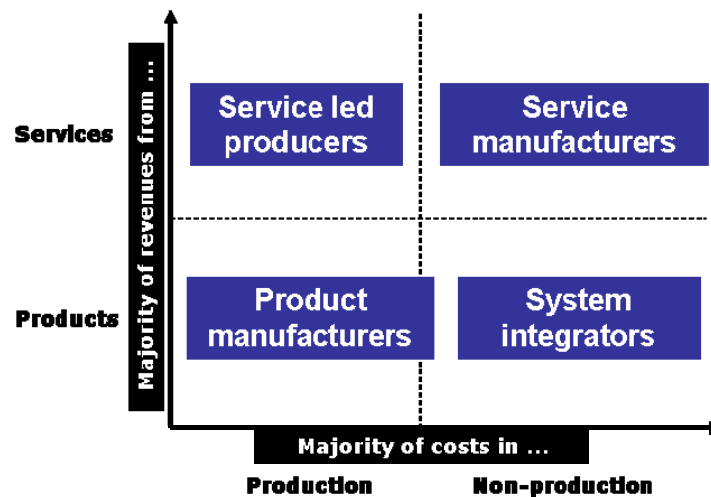 Majority of revenues from ...
Services
Service led
producers
Service
manufacturers
Products
Product
manufacturers
System
integrators
Majority of costs in ...
Production
Non-production